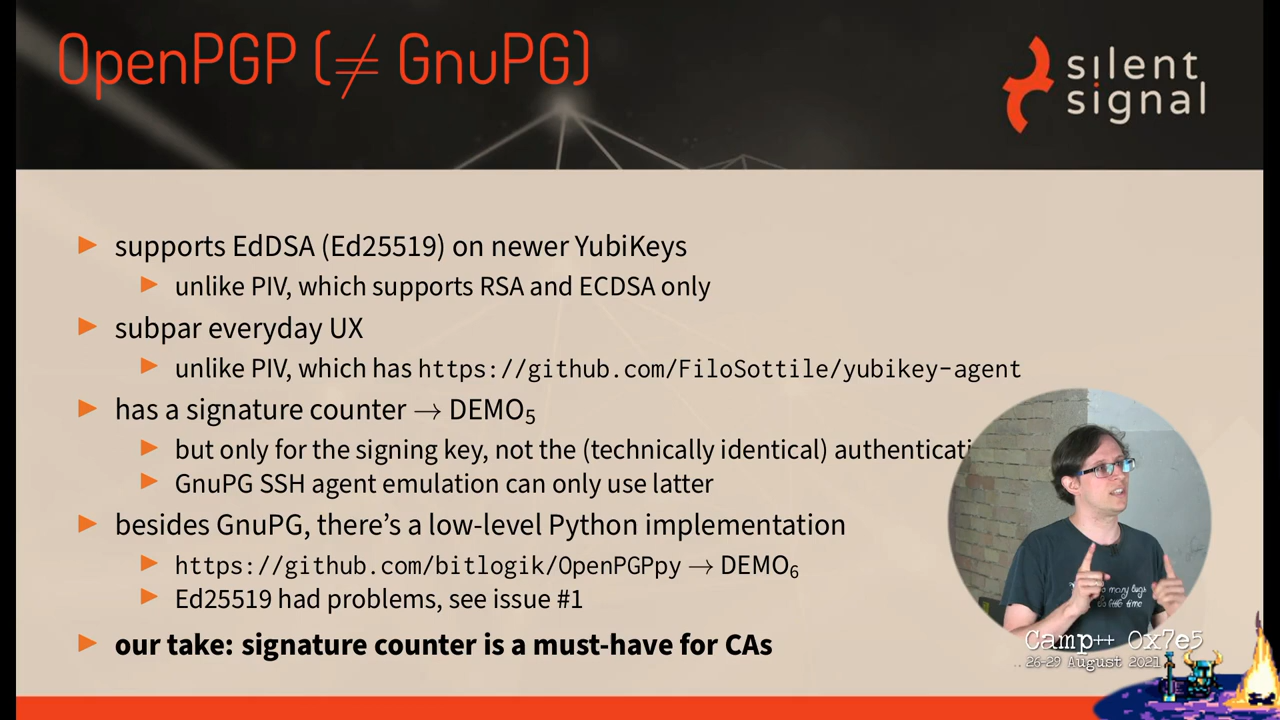 OpenPGP (≠ GnuPG)
silent
signal
supports EdDSA (Ed25519) on newer YubiKeys
unlike PIV, which supports RSA and ECDSA only
subpar everyday UX
unlike PIV, which has https://github.com/FiloSottile/yubikey-agent
has a signature counter → DEMO₅
but only for the signing key, not the (technically identical)
GnuPG SSH agent emulation can only use latter
besides GnuPG, there's a low-level Python implementation
https://github.com/bitlogik/OpenPGPpy → DEMO₆
Ed25519 had problems, see issue #1
our take: signature counter is a must-have for CAs
many bugs
little time
Camp++ 0x7e5
26-29 August 2021